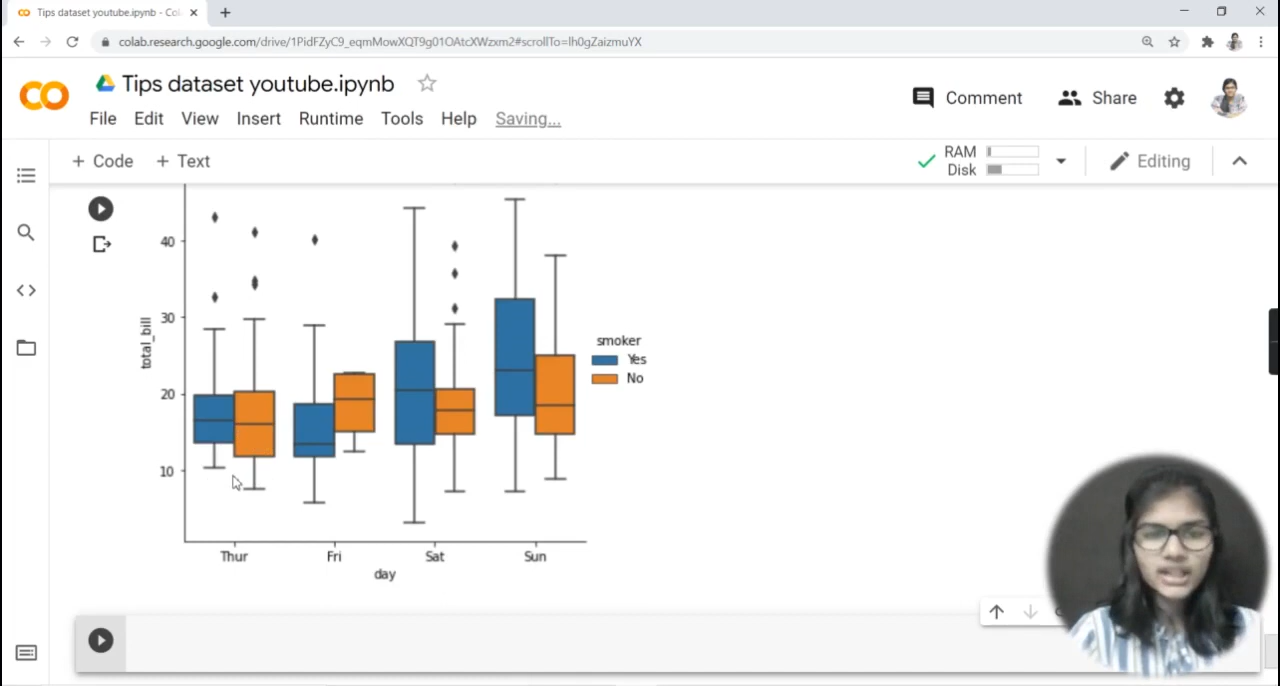 Tips dataset youtube.ipynb - Col
colab.research.google.com/drive/1PidFZyC9_eqmMowXQT9g01OAtcXWzxm2#scrollTo=lh0gZaizmuYX
Tips dataset youtube.ipynb
Comment
Share
File Edit View Insert Runtime Tools Help Saving...
+ Code + Text
RAM
Disk
Editing
40
30
20
10
total_bill
smoker
Yes
No
Thur Fri Sat Sun
day